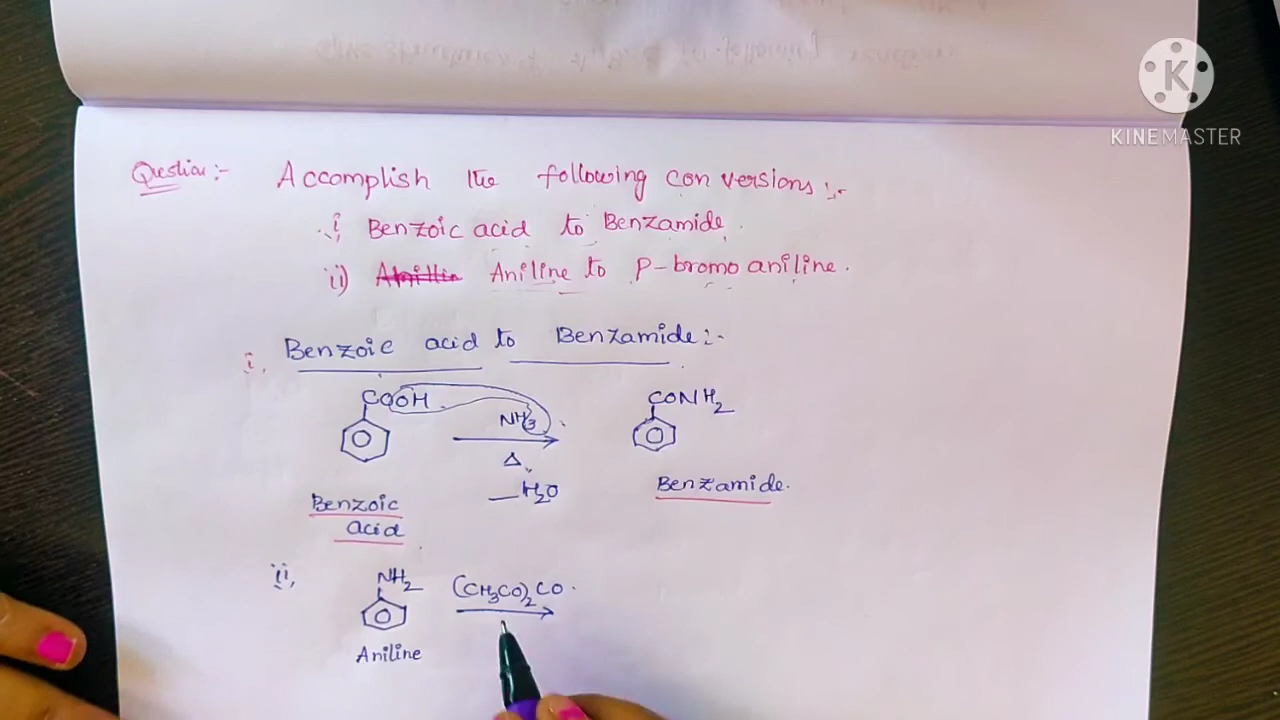 KINEMASTER
Question:- Accomplish the following conversions:-
i, Benzoic acid to Benzamide.
ii) Aniline to P-bromo aniline.
i, Benzoic acid to Benzamide:-
COOH NH3 CONH2
Δ
-H2O
Benzoic acid
Benzamide.
ii, NH2 (CH3CO)2CO
Aniline